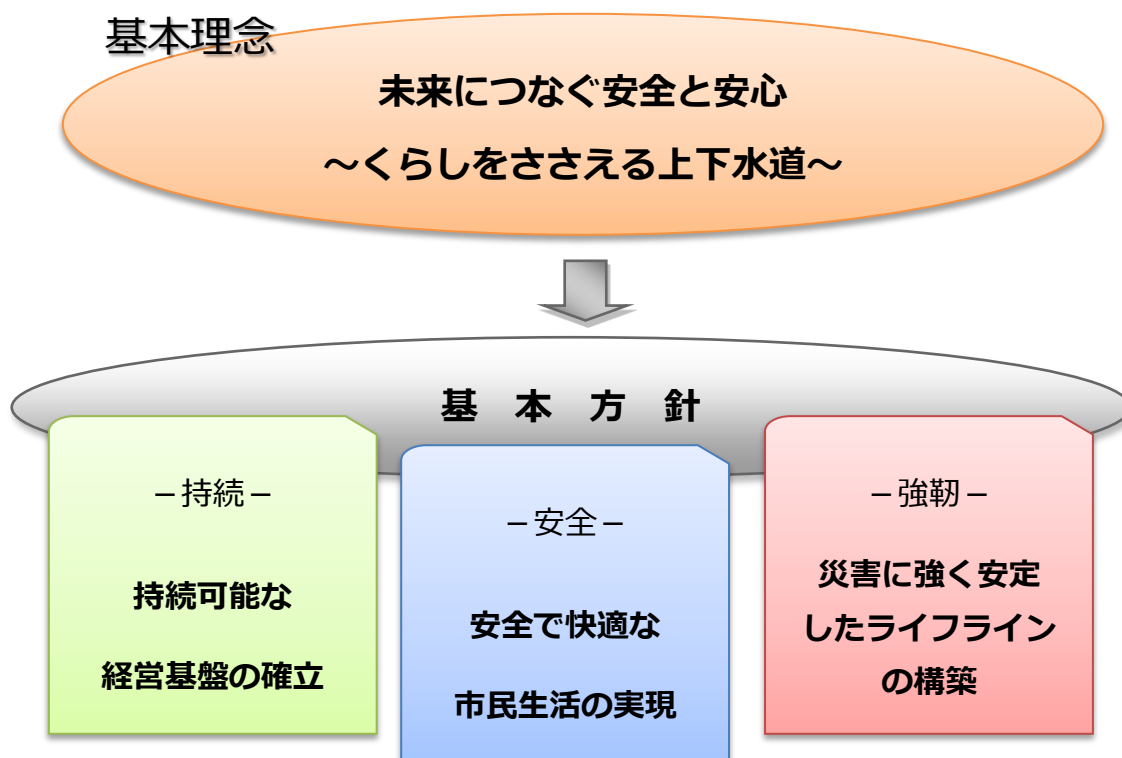 基本理念
未来につなぐ安全と安心
～くらしをささえる上下水道～
基 本 方 針
－持続－
持続可能な
経営基盤の確立
－安全－
安全で快適な
市民生活の実現
－強靭－
災害に強く安定
したライフライン
の構築